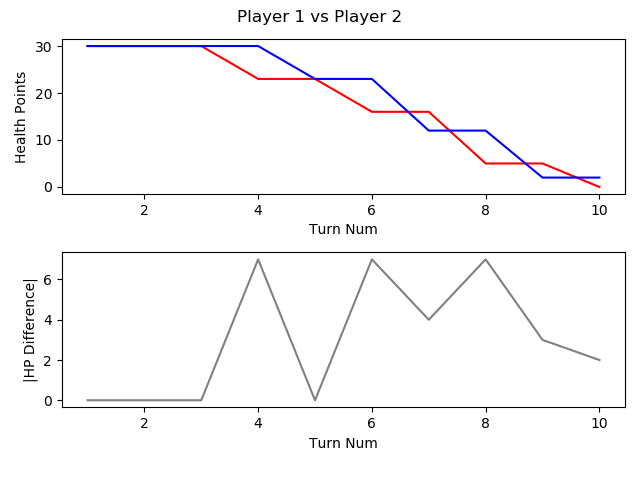 Player 1 vs Player 2
30
20
10
0
Health Points
2 4 6 8 10
Turn Num
6
4
2
0
|HP Difference|
2 4 6 8 10
Turn Num